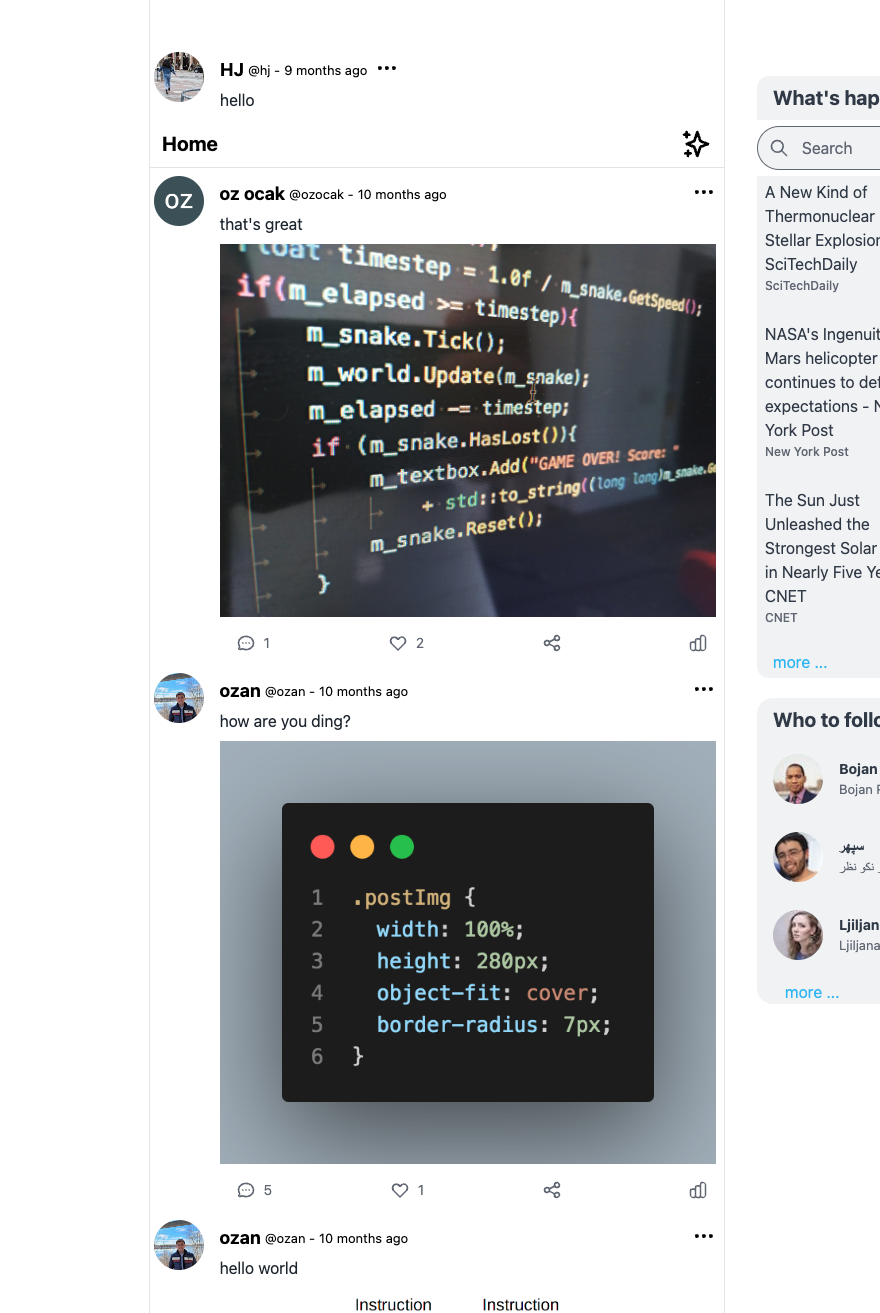 HJ @hj - 9 months ago
hello
Home
OZ
oz ocak @ozocak - 10 months ago
that's great
float timestep = 1.0f / m_snake.GetSpeed();
if(m_elapsed >= timestep){
m_snake.Tick();
m_world.Update(m_snake);
m_elapsed -= timestep;
if (m_snake.HasLost()){
m_textbox.Add("GAME OVER! Score: "
+ std::to_string((long long)m_snake.Ge
m_snake.Reset();
}
1 2
ozan @ozan - 10 months ago
how are you ding?
1 .postImg {
2 width: 100%;
3 height: 280px;
4 object-fit: cover;
5 border-radius: 7px;
6 }
5 1
ozan @ozan - 10 months ago
hello world
Instruction Instruction
What's hap
Search
A New Kind of
Thermonuclear
Stellar Explosion
SciTechDaily
SciTechDaily
NASA's Ingenuit
Mars helicopter
continues to def
expectations - N
York Post
New York Post
The Sun Just
Unleashed the
Strongest Solar
in Nearly Five Ye
CNET
CNET
more ...
Who to follo
Bojan
Bojan P
سپهر
نكو نظر
Ljiljan
Ljiljana
more ...